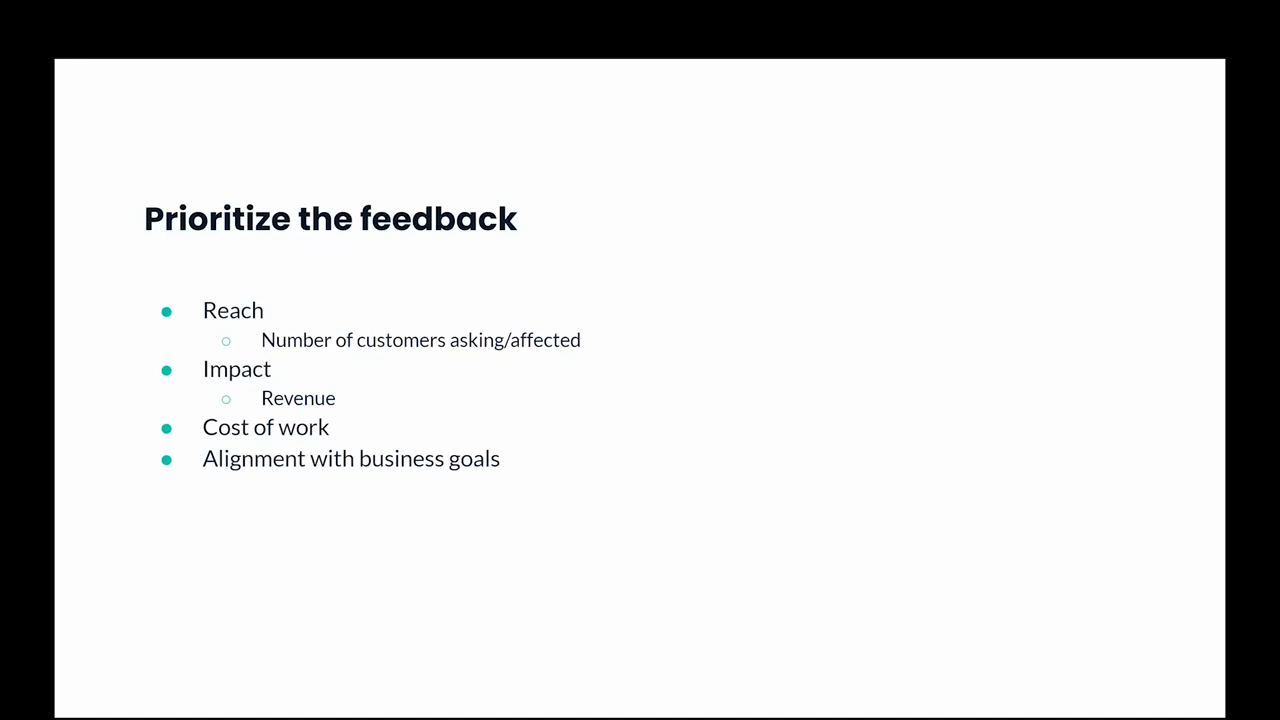 Prioritize the feedback
Reach
Number of customers asking/affected
Impact
Revenue
Cost of work
Alignment with business goals